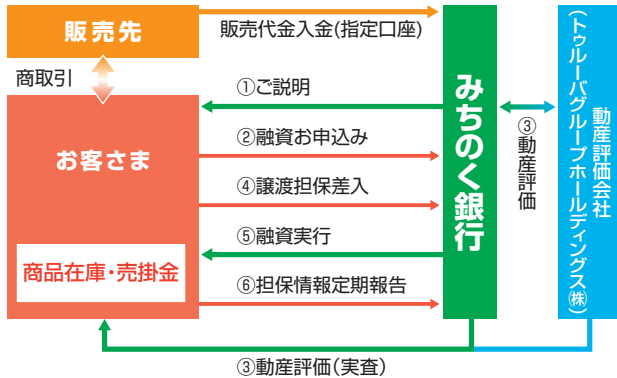 販売先
販売代金入金(指定口座)
商取引
①ご説明
②融資お申込み
お客さま
④譲渡担保差入
⑤融資実行
商品在庫・売掛金
⑥担保情報定期報告
みちのく銀行
③動産評価
動産評価会社
(トゥルーバグループホールディングス㈱)
③動産評価(実査)